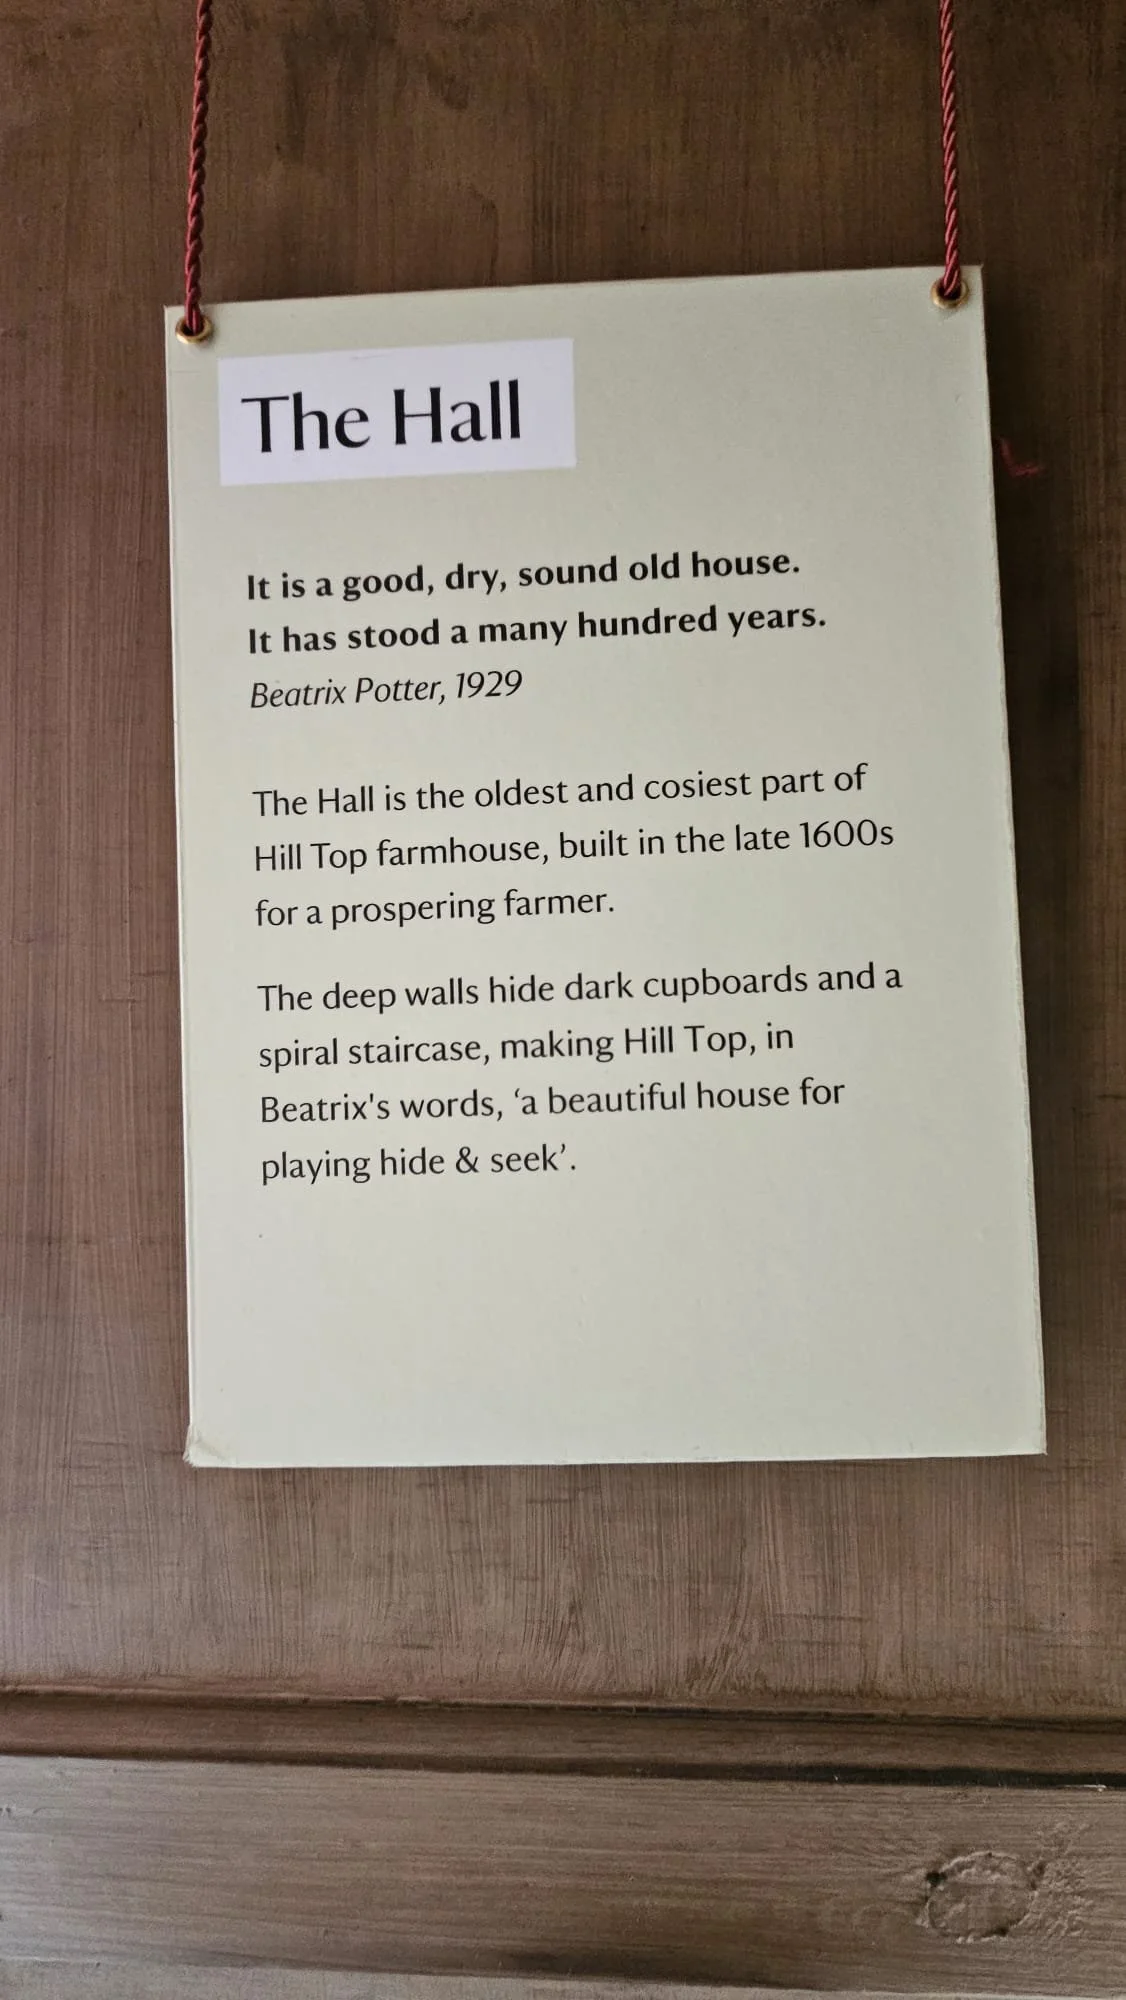 The Hall
It is a good, dry, sound old house.
It has stood a many hundred years.
Beatrix Potter, 1929
The Hall is the oldest and cosiest part of
Hill Top farmhouse, built in the late 1600s
for a prospering farmer.
The deep walls hide dark cupboards and a
spiral staircase, making Hill Top, in
Beatrix's words, ‘a beautiful house for
playing hide & seek’.